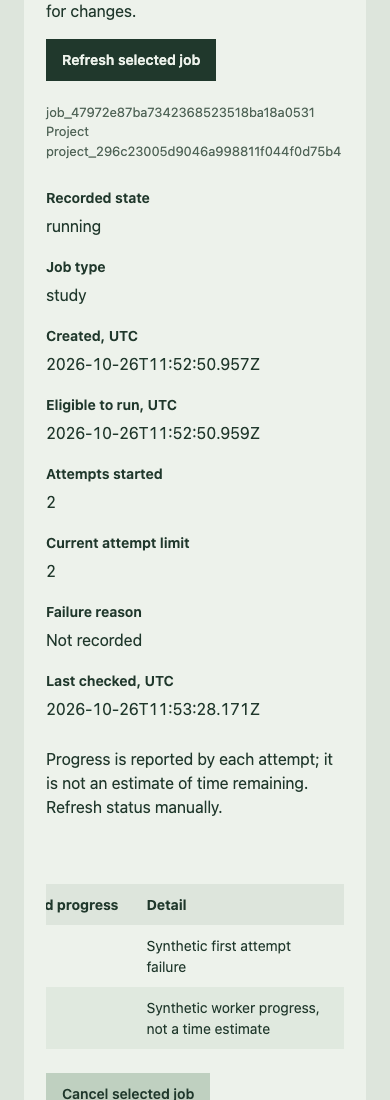 for changes.
Refresh selected job
job_47972e87ba7342368523518ba18a0531
Project
project_296c23005d9046a998811f044f0d75b4
Recorded state
running
Job type
study
Created, UTC
2026-10-26T11:52:50.957Z
Eligible to run, UTC
2026-10-26T11:52:50.959Z
Attempts started
2
Current attempt limit
2
Failure reason
Not recorded
Last checked, UTC
2026-10-26T11:53:28.171Z
Progress is reported by each attempt; it
is not an estimate of time remaining.
Refresh status manually.
d progress Detail
Synthetic first attempt
failure
Synthetic worker progress,
not a time estimate
Cancel selected job